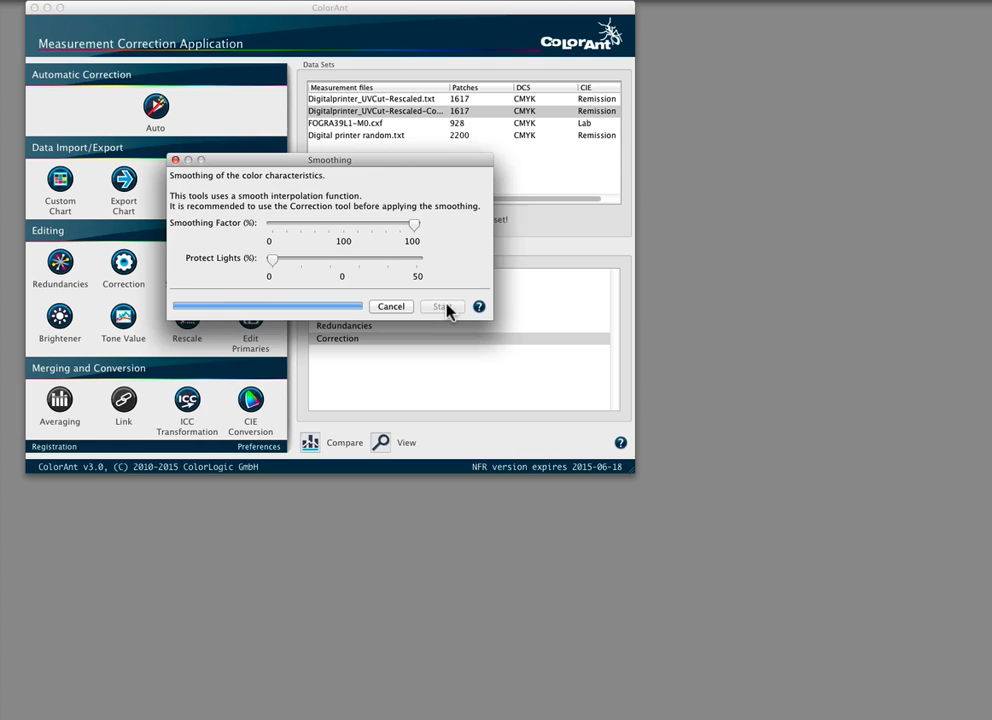 ColorAnt
Measurement Correction Application
COLORANT
Automatic Correction
Auto
Data Import/Export
Custom Chart
Export Chart
Editing
Redundancies
Correction
Brightener
Tone Value
Rescale
Edit Primaries
Merging and Conversion
Averaging
Link
ICC Transformation
CIE Conversion
Registration
Preferences
Data Sets
Measurement files Patches DCS CIE
Digitalprinter_UVCut-Rescaled.txt 1617 CMYK Remission
Digitalprinter_UVCut-Rescaled-Co... 1617 CMYK Remission
FOGRA39L1-M0.cxf 928 CMYK Lab
Digital printer random.txt 2200 CMYK Remission
set!
Smoothing
Smoothing of the color characteristics.
This tools uses a smooth interpolation function.
It is recommended to use the Correction tool before applying the smoothing.
Smoothing Factor (%):
0 100 100
Protect Lights (%):
0 0 50
Cancel
?
Redundancies
Correction
Compare
View
?
ColorAnt v3.0, (C) 2010-2015 ColorLogic GmbH
NFR version expires 2015-06-18